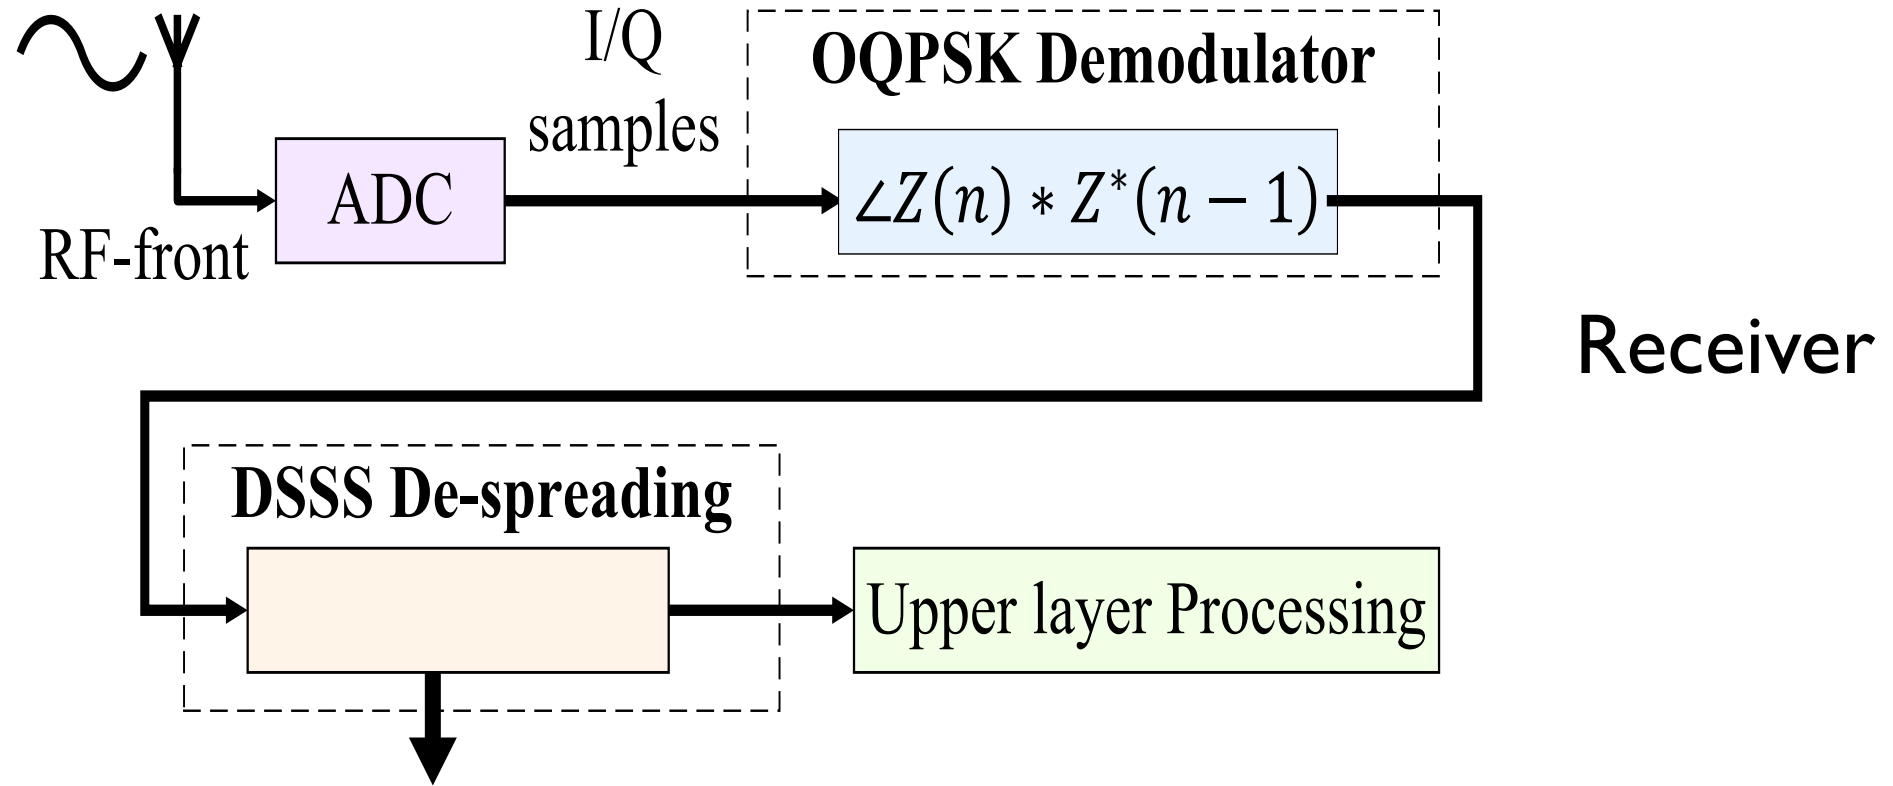 I/Q
samples
OQPSK Demodulator
ADC
∠Z(n) ∗ Z*(n − 1)
RF-front
Receiver
DSSS De-spreading
Upper layer Processing